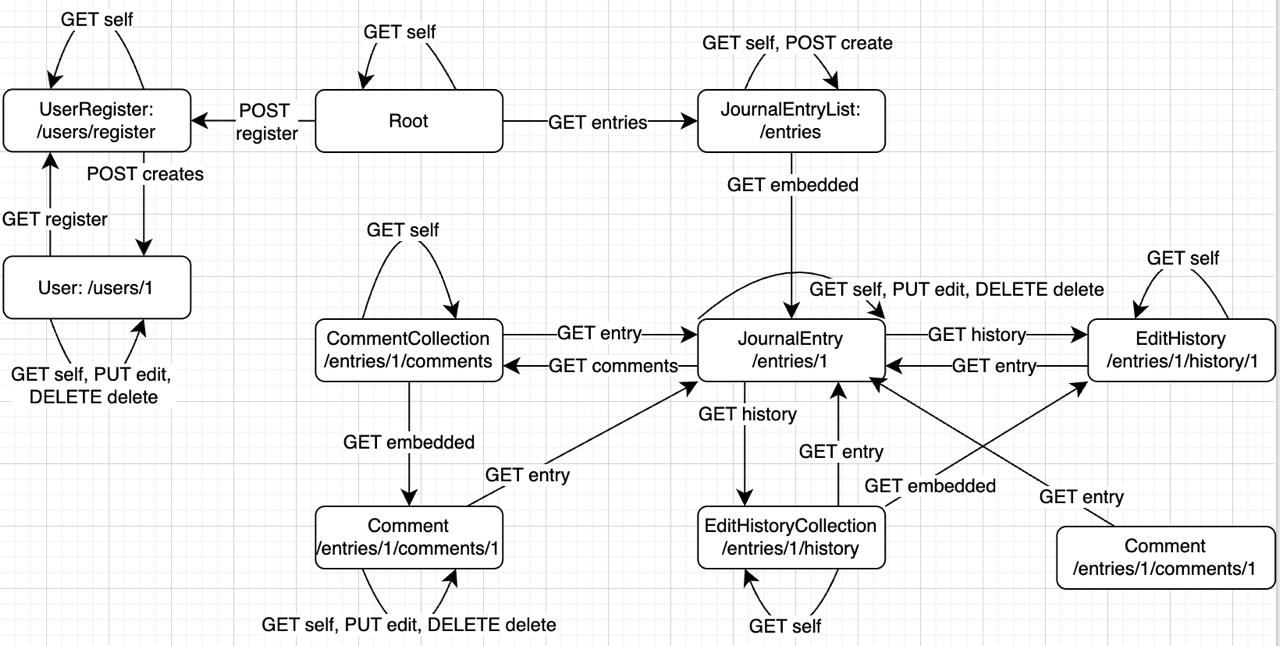 GET self
GET self
GET self, POST create
UserRegister:
/users/register
POST
register
Root
GET entries
JournalEntryList:
/entries
POST creates
GET embedded
GET register
GET self
GET self
User: /users/1
GET self, PUT edit, DELETE delete
CommentCollection
/entries/1/comments
GET entry
JournalEntry
/entries/1
GET history
EditHistory
/entries/1/history/1
GET comments
GET entry
GET self, PUT edit,
DELETE delete
GET history
GET embedded
GET entry
GET entry
GET embedded
GET entry
Comment
/entries/1/comments/1
EditHistoryCollection
/entries/1/history
Comment
/entries/1/comments/1
GET self, PUT edit, DELETE delete
GET self